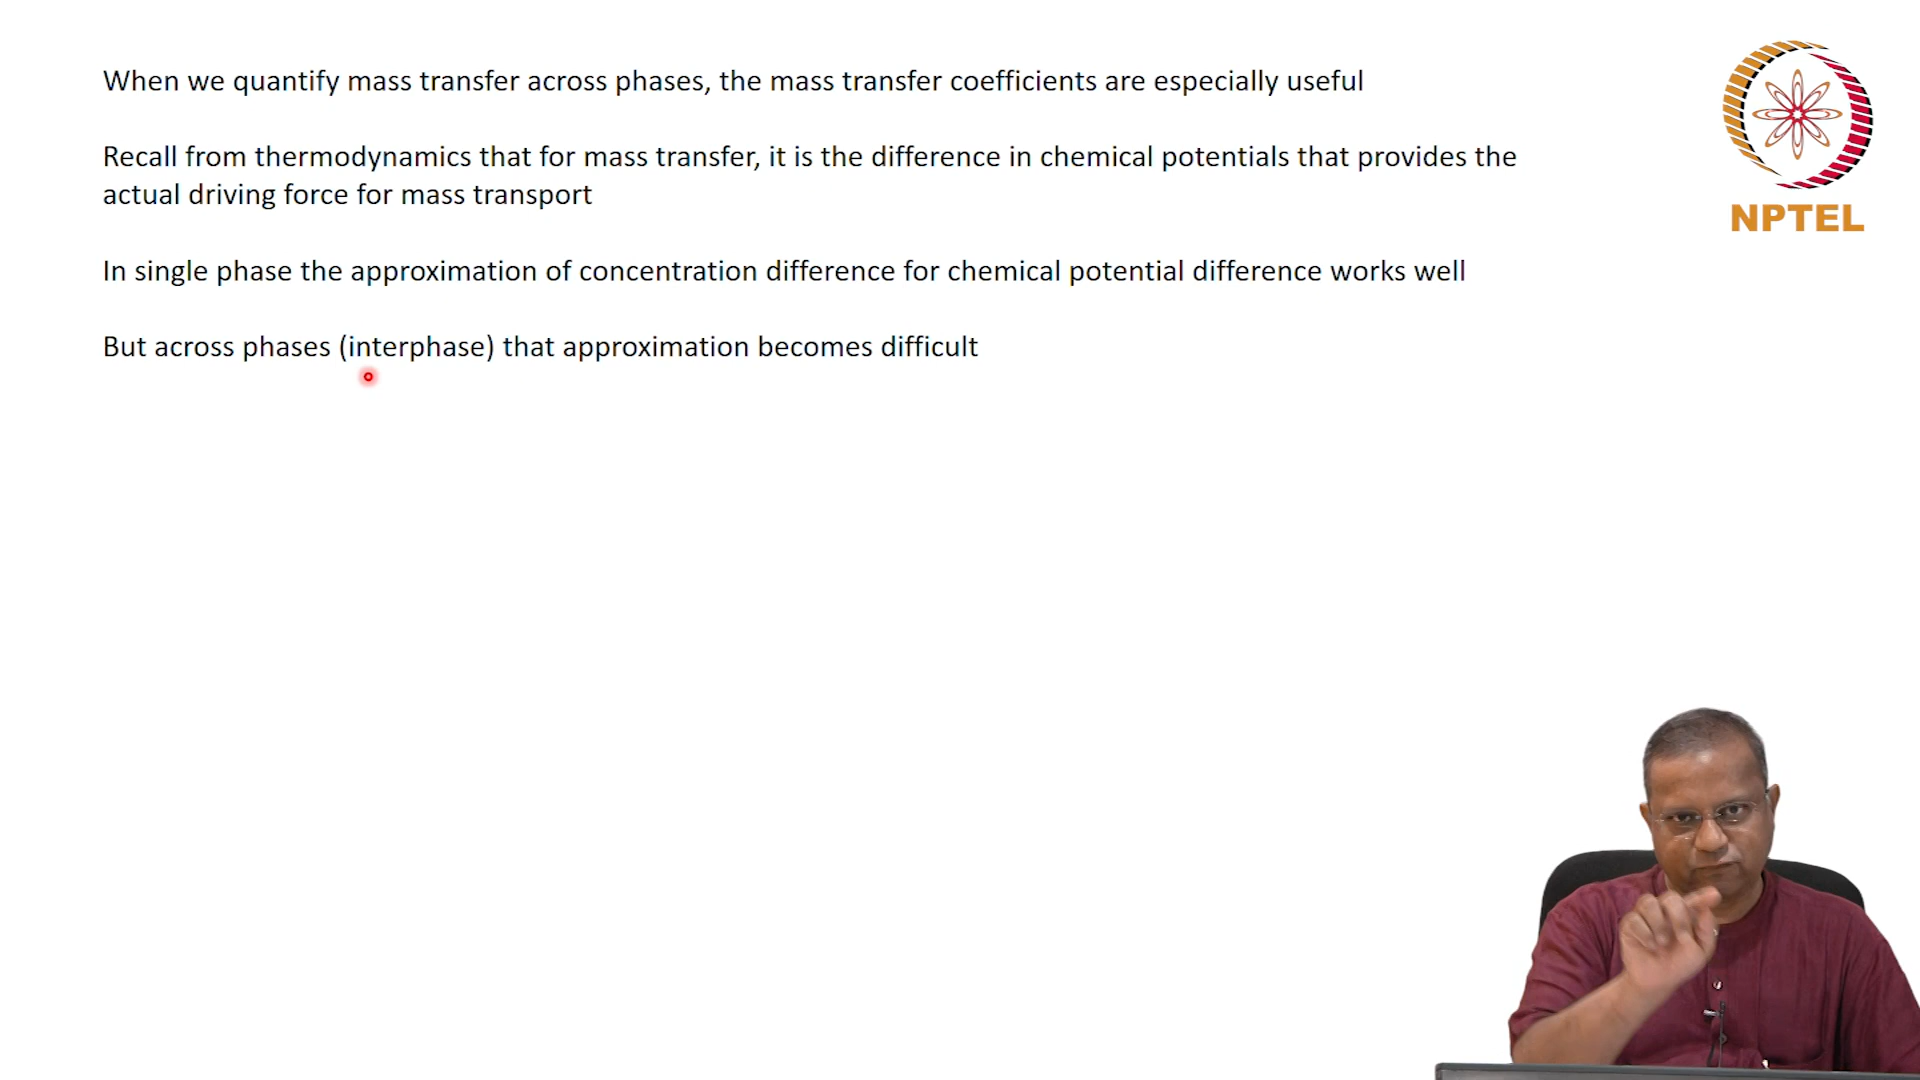 When we quantify mass transfer across phases, the mass transfer coefficients are especially useful
Recall from thermodynamics that for mass transfer, it is the difference in chemical potentials that provides the
actual driving force for mass transport
In single phase the approximation of concentration difference for chemical potential difference works well
But across phases (interphase) that approximation becomes difficult
NPTEL